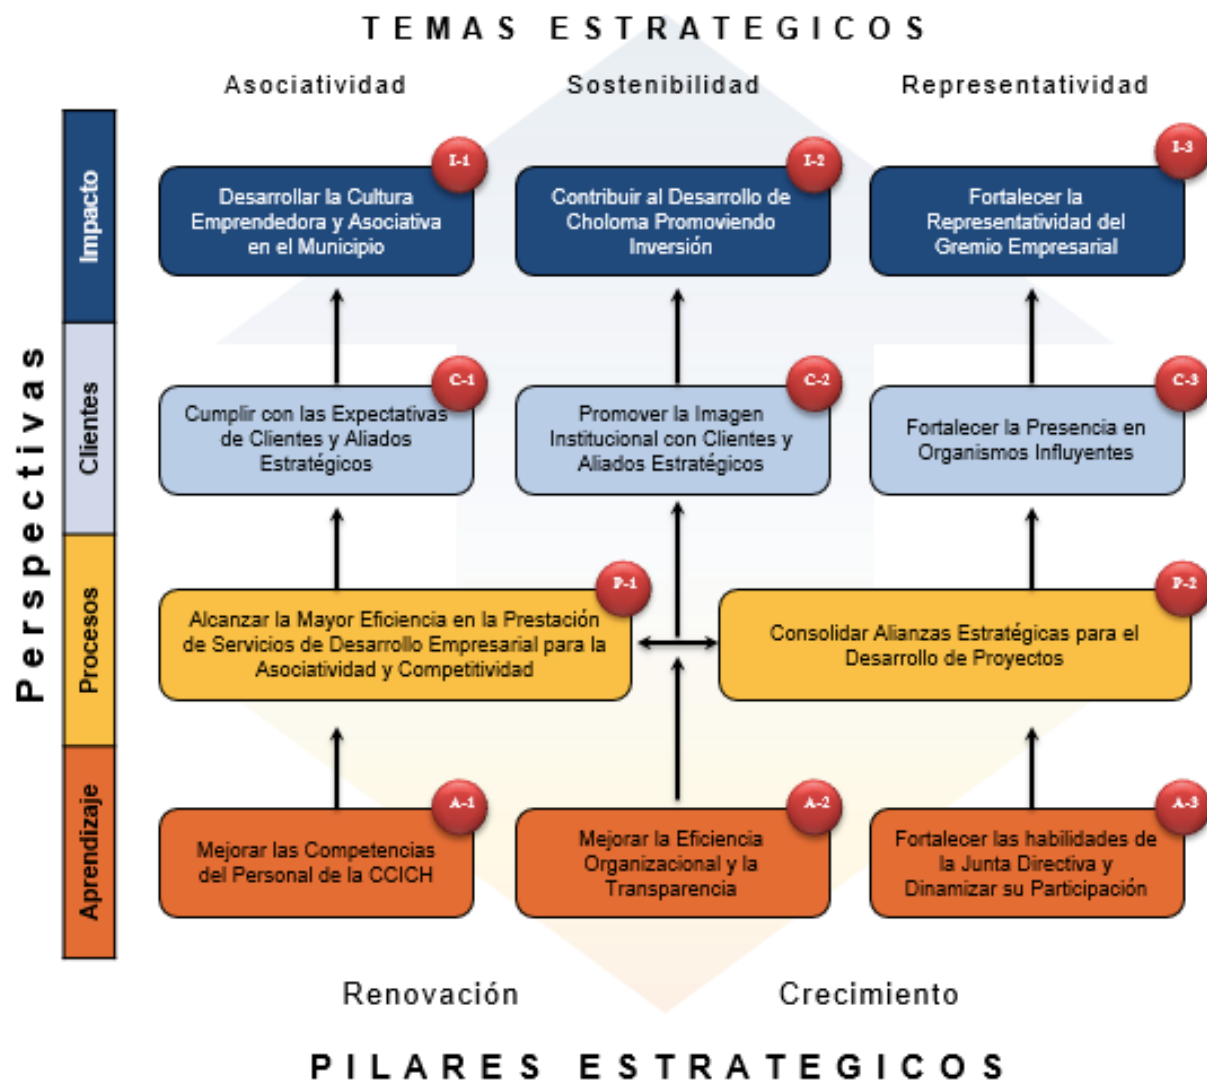 TEMAS ESTRATEGICOS
Asociatividad
Sostenibilidad
Representatividad
Perspectivas
Impacto
I-1
Desarrollar la Cultura
Emprendedora y Asociativa
en el Municipio
I-2
Contribuir al Desarrollo de
Choloma Promoviendo
Inversión
I-3
Fortalecer la
Representatividad del
Gremio Empresarial
Clientes
C-1
Cumplir con las Expectativas
de Clientes y Aliados
Estratégicos
C-2
Promover la Imagen
Institucional con Clientes y
Aliados Estratégicos
C-3
Fortalecer la Presencia en
Organismos Influyentes
Procesos
P-1
Alcanzar la Mayor Eficiencia en la Prestación
de Servicios de Desarrollo Empresarial para la
Asociatividad y Competitividad
P-2
Consolidar Alianzas Estratégicas para el
Desarrollo de Proyectos
Aprendizaje
A-1
Mejorar las Competencias
del Personal de la CCICH
A-2
Mejorar la Eficiencia
Organizacional y la
Transparencia
A-3
Fortalecer las habilidades de
la Junta Directiva y
Dinamizar su Participación
Renovación
Crecimiento
PILARES ESTRATEGICOS